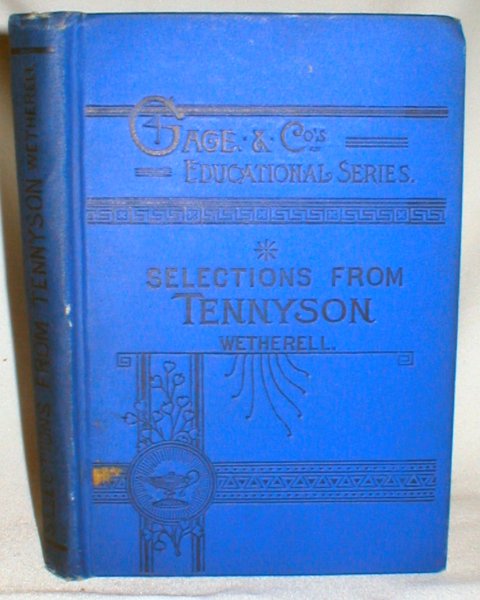 GAGE & CO'S
EDUCATIONAL SERIES.
SELECTIONS FROM
TENNYSON
WETHERELL.
SELECTIONS FROM TENNYSON WETHERELL